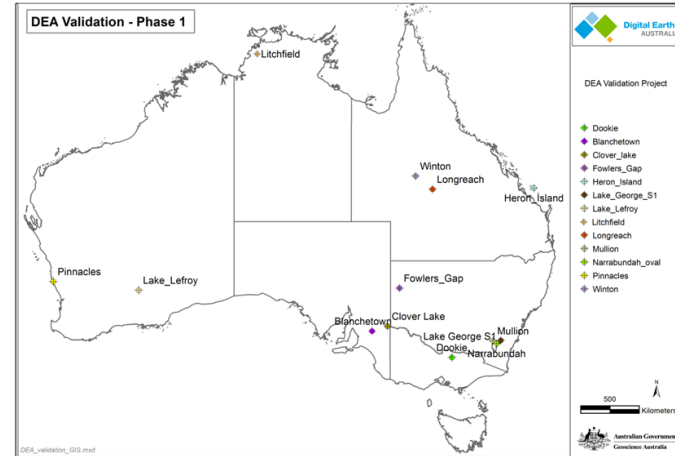 DEA Validation - Phase 1
Digital Earth
AUSTRALIA
DEA Validation Project
Litchfield
Winton
Longreach
Heron_Island
Pinnacles
Lake_Lefroy
Fowlers_Gap
Blanchetown
Clover Lake
Lake George S1
Mullion
Dookie
Narrabundah
Dookie
Blanchetown
Clover_lake
Fowlers_Gap
Heron_Island
Lake_George_S1
Lake_Lefroy
Litchfield
Longreach
Mullion
Narrabundah_oval
Pinnacles
Winton
N
500
Kilometers
Australian Government
Geoscience Australia
DEA_validation_GIS.mxd